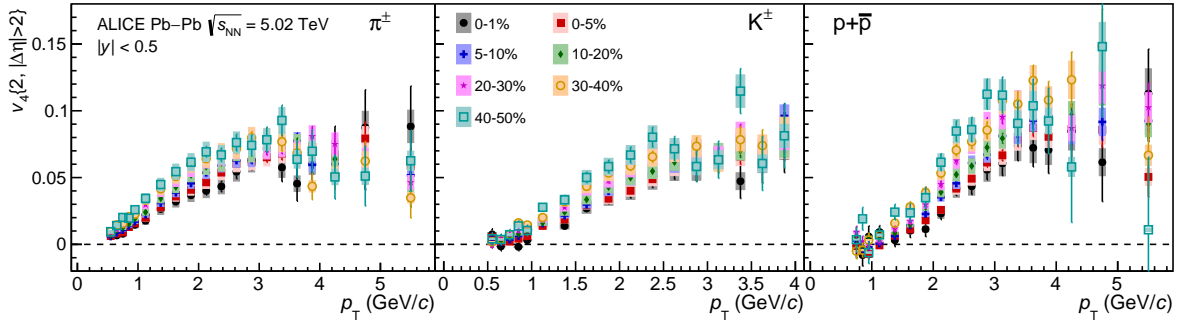 ALICE Pb−Pb √sNN = 5.02 TeV
|y| < 0.5
π±
K±
p+p̅
0-1%
0-5%
5-10%
10-20%
20-30%
30-40%
40-50%
v4{2, |Δη|>2}
0.15
0.1
0.05
0
0 1 2 3 4 5
0 0.5 1 1.5 2 2.5 3 3.5 4
0 1 2 3 4 5
pT (GeV/c)
pT (GeV/c)
pT (GeV/c)